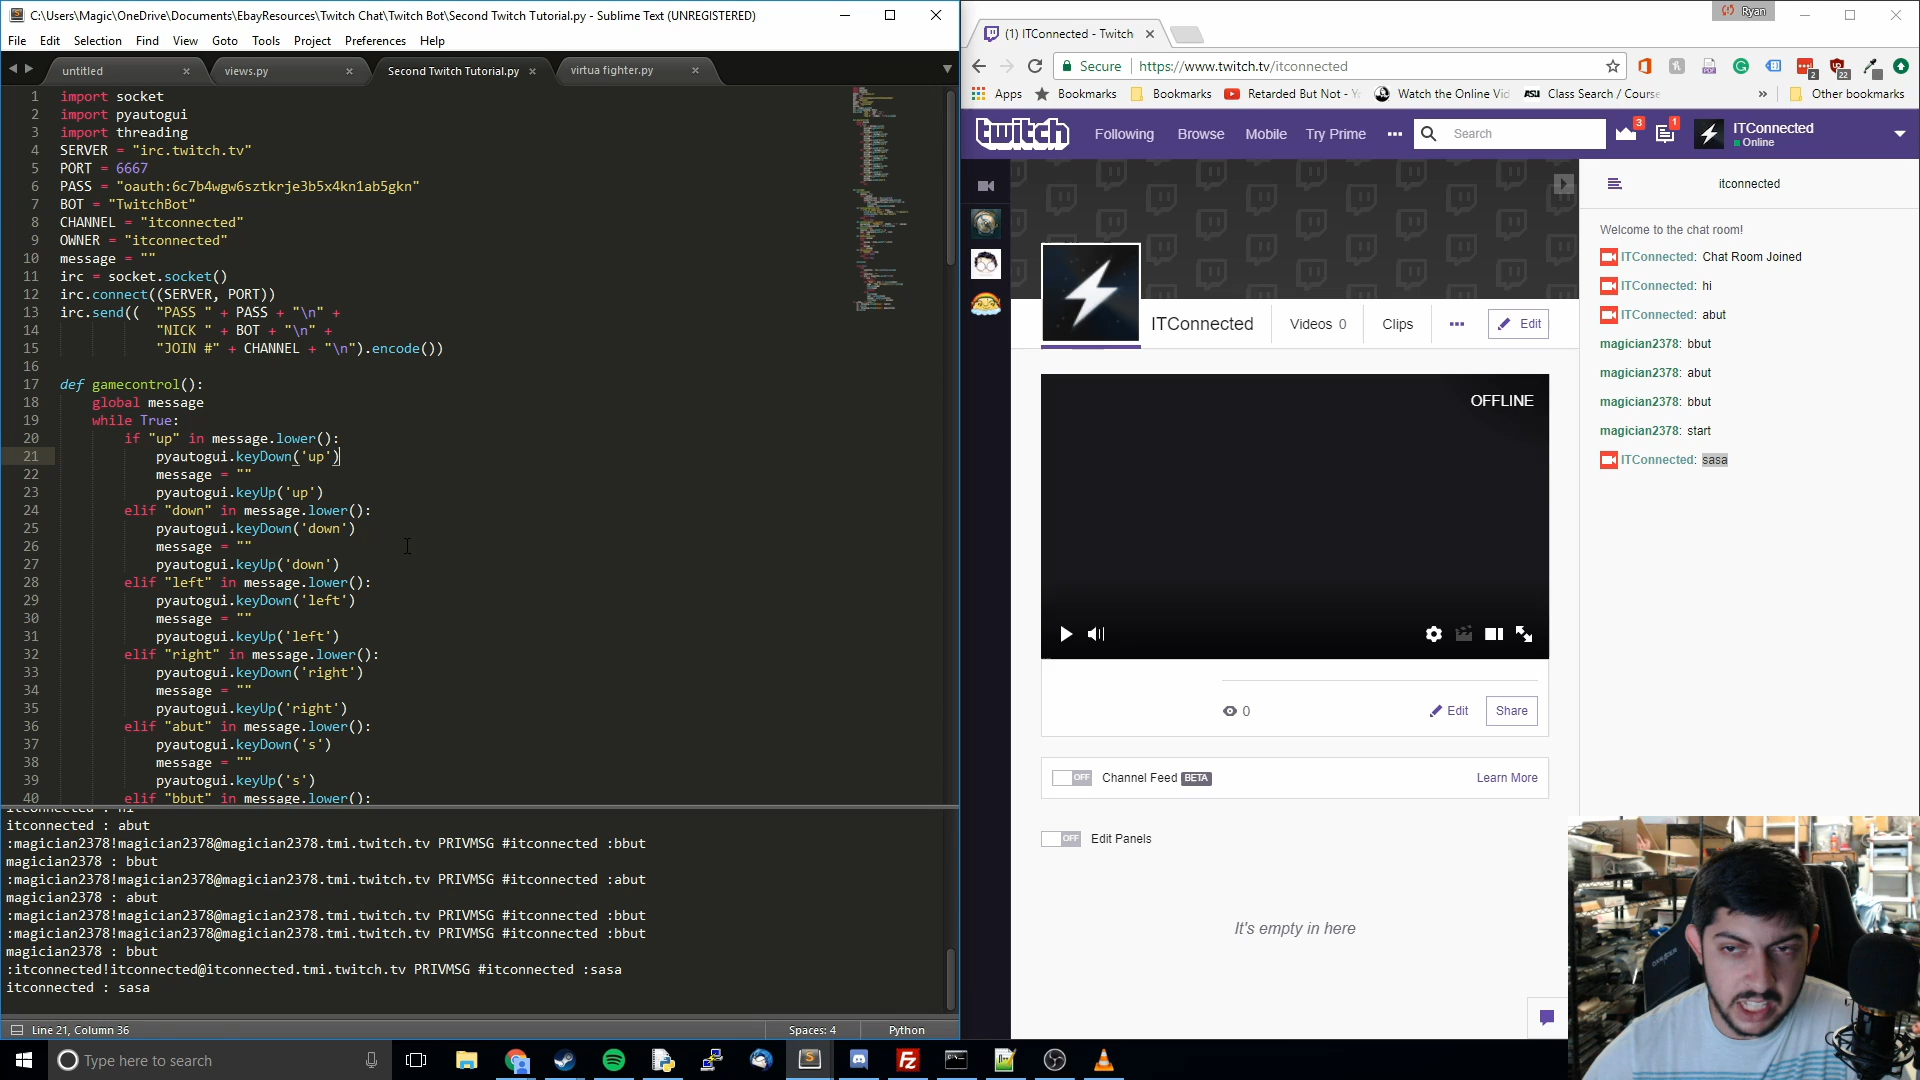 C:\Users\Magic\OneDrive\Documents\EbayResources\Twitch Chat\Twitch Bot\Second Twitch Tutorial.py - Sublime Text (UNREGISTERED)
File Edit Selection Find View Goto Tools Project Preferences Help
untitled views.py Second Twitch Tutorial.py virtua fighter.py
1 import socket
2 import pyautogui
3 import threading
4 SERVER = "irc.twitch.tv"
5 PORT = 6667
6 PASS = "oauth:6c7b4wgw6sztkrje3b5x4kn1ab5gkn"
7 BOT = "TwitchBot"
8 CHANNEL = "itconnected"
9 OWNER = "itconnected"
10 message = ""
11 irc = socket.socket()
12 irc.connect((SERVER, PORT))
13 irc.send(( "PASS " + PASS + "\n" +
14 "NICK " + BOT + "\n" +
15 "JOIN #" + CHANNEL + "\n").encode())
16
17 def gamecontrol():
18 global message
19 while True:
20 if "up" in message.lower():
21 pyautogui.keyDown('up')
22 message = ""
23 pyautogui.keyUp('up')
24 elif "down" in message.lower():
25 pyautogui.keyDown('down')
26 message = ""
27 pyautogui.keyUp('down')
28 elif "left" in message.lower():
29 pyautogui.keyDown('left')
30 message = ""
31 pyautogui.keyUp('left')
32 elif "right" in message.lower():
33 pyautogui.keyDown('right')
34 message = ""
35 pyautogui.keyUp('right')
36 elif "abut" in message.lower():
37 pyautogui.keyDown('s')
38 message = ""
39 pyautogui.keyUp('s')
40 elif "bbut" in message.lower():
itconnected : hi
itconnected : abut
:magician2378!magician2378@magician2378.tmi.twitch.tv PRIVMSG #itconnected :bbut
magician2378 : bbut
:magician2378!magician2378@magician2378.tmi.twitch.tv PRIVMSG #itconnected :abut
magician2378 : abut
:magician2378!magician2378@magician2378.tmi.twitch.tv PRIVMSG #itconnected :bbut
:magician2378!magician2378@magician2378.tmi.twitch.tv PRIVMSG #itconnected :bbut
magician2378 : bbut
:itconnected!itconnected@itconnected.tmi.twitch.tv PRIVMSG #itconnected :sasa
itconnected : sasa
Line 21, Column 36 Spaces: 4 Python
Type here to search
Ryan
(1) ITConnected - Twitch
Secure https://www.twitch.tv/itconnected
2 22
Apps Bookmarks Bookmarks Retarded But Not - Watch the Online Vid ASU Class Search / Course » Other bookmarks
twitch Following Browse Mobile Try Prime Search 3 1 ITConnected
Online
itconnected
Welcome to the chat room!
ITConnected: Chat Room Joined
ITConnected: hi
ITConnected: abut
magician2378: bbut
magician2378: abut
magician2378: bbut
magician2378: start
ITConnected: sasa
ITConnected Videos 0 Clips Edit
OFFLINE
0 Edit Share
OFF Channel Feed BETA Learn More
OFF Edit Panels
It's empty in here